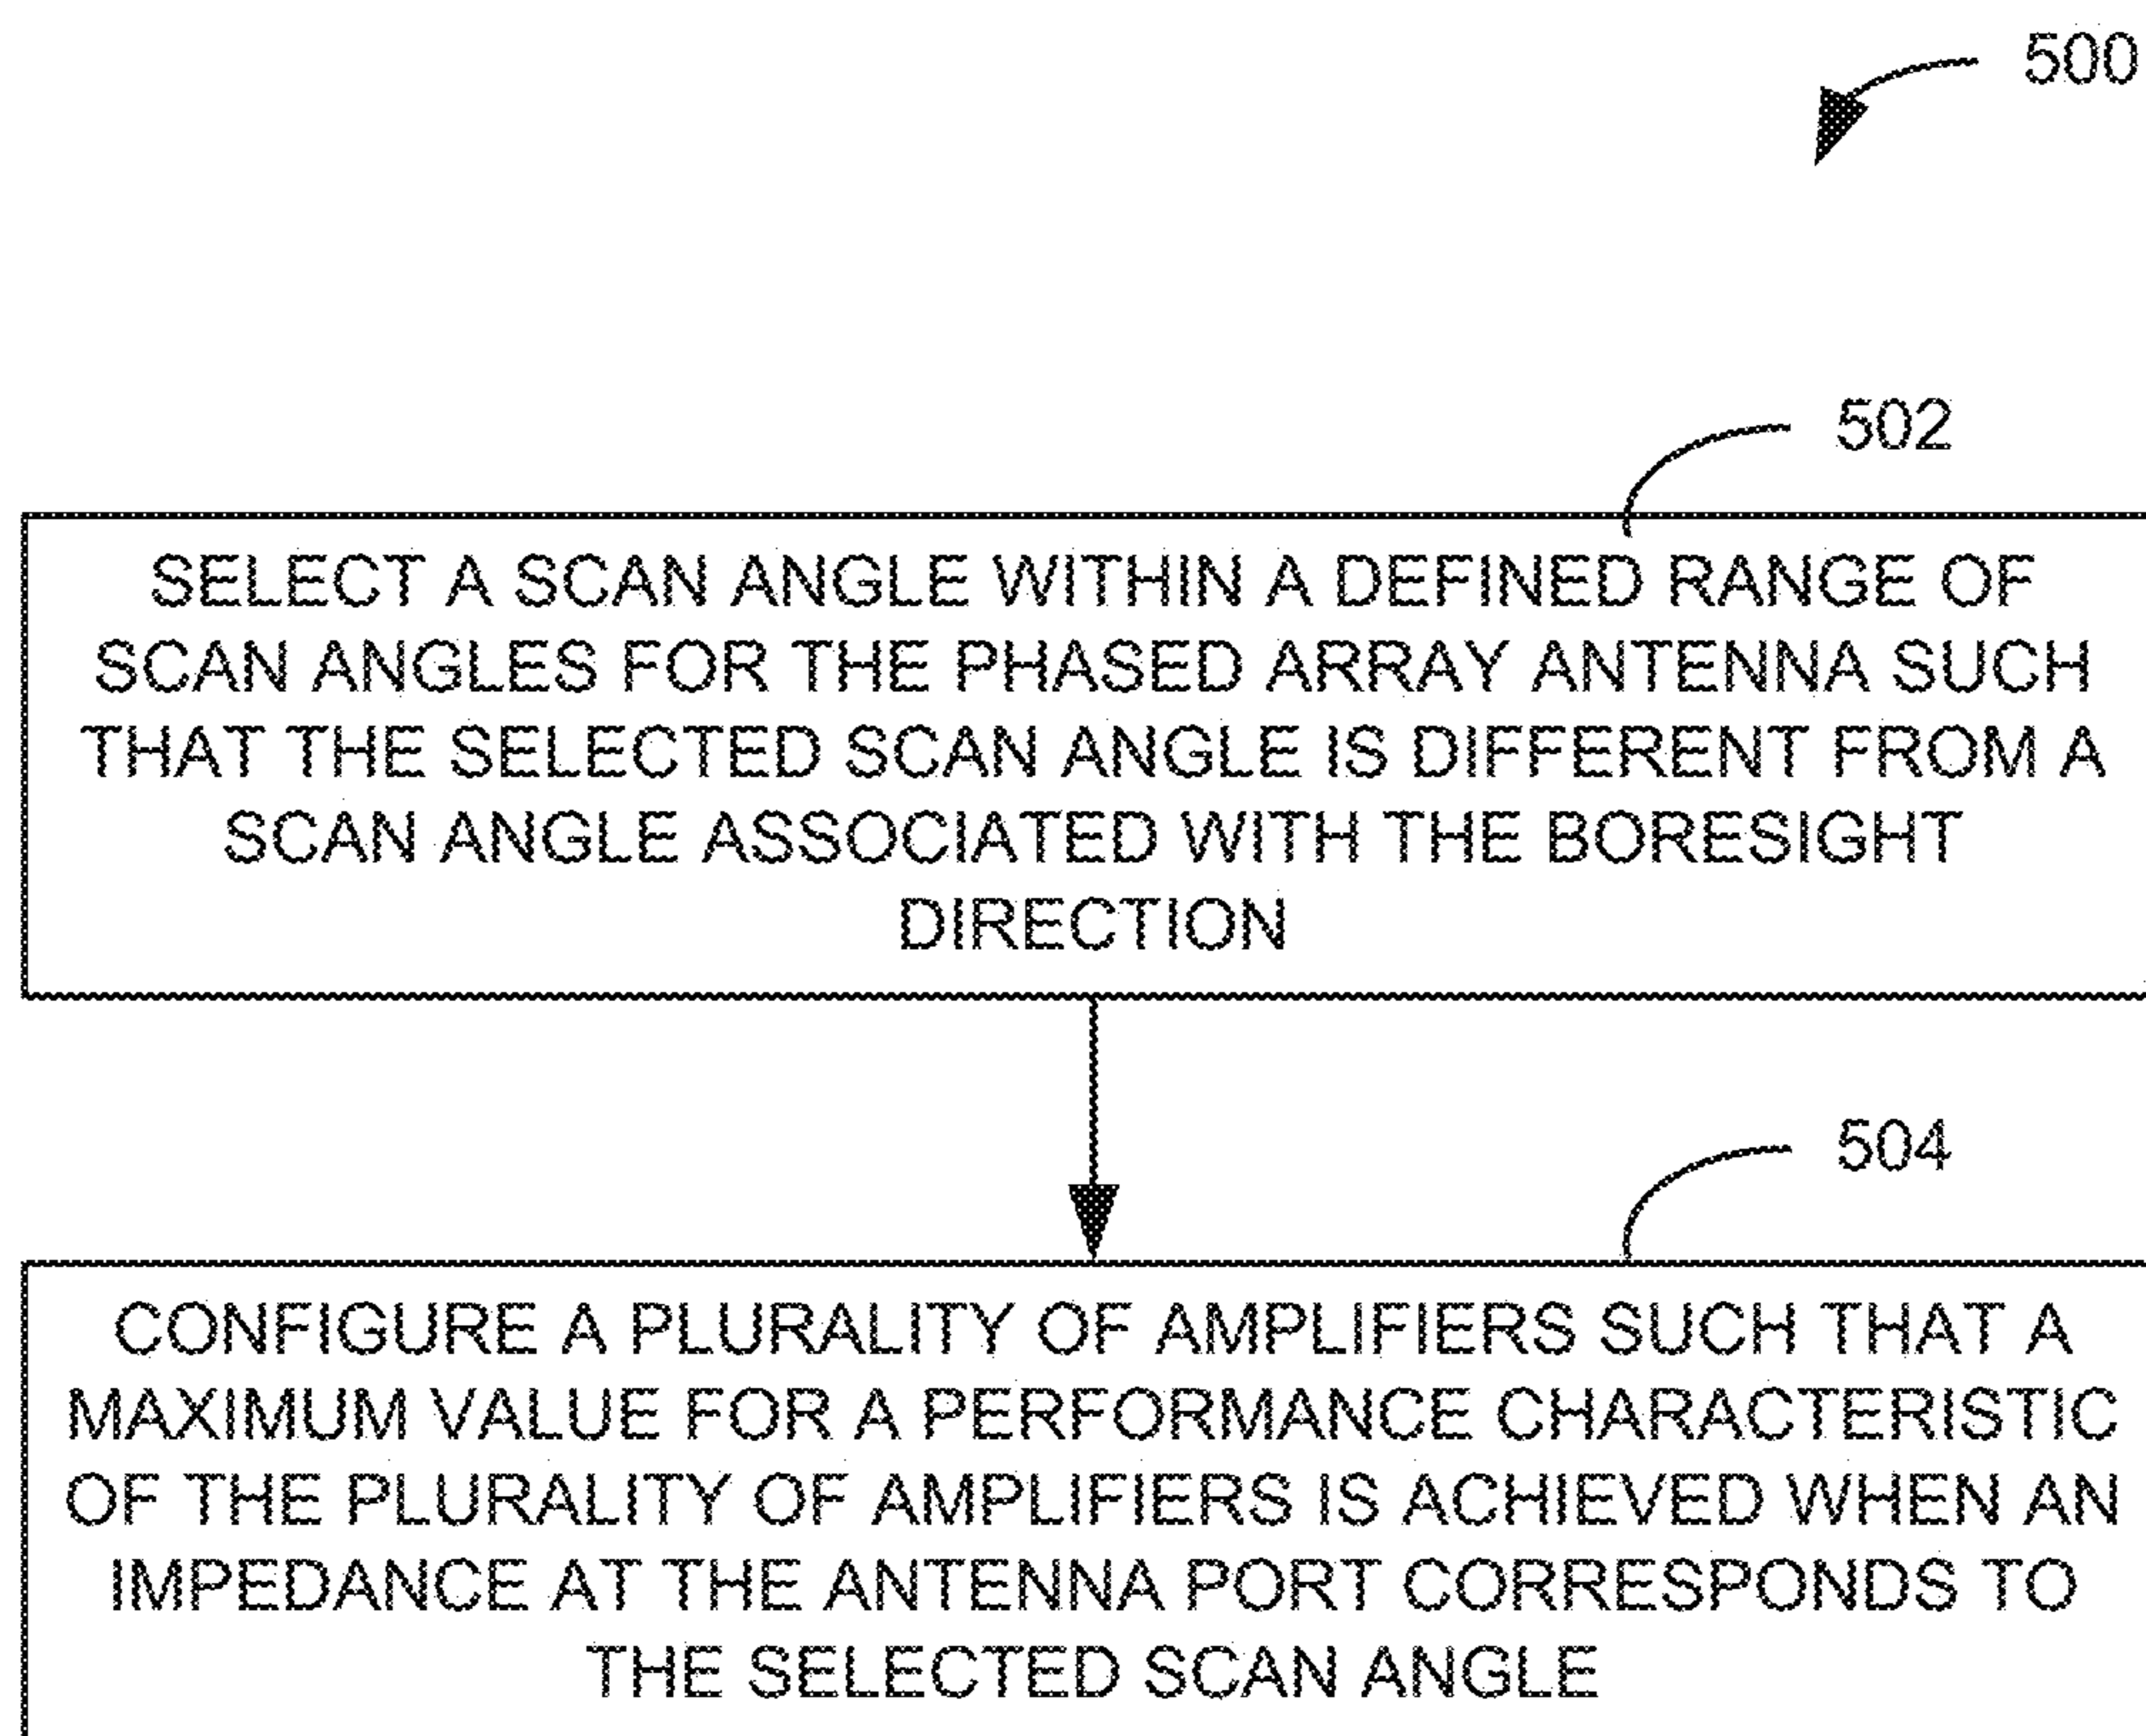 500
502
SELECT A SCAN ANGLE WITHIN A DEFINED RANGE OF
SCAN ANGLES FOR THE PHASED ARRAY ANTENNA SUCH
THAT THE SELECTED SCAN ANGLE IS DIFFERENT FROM A
SCAN ANGLE ASSOCIATED WITH THE BORESIGHT
DIRECTION
504
CONFIGURE A PLURALITY OF AMPLIFIERS SUCH THAT A
MAXIMUM VALUE FOR A PERFORMANCE CHARACTERISTIC
OF THE PLURALITY OF AMPLIFIERS IS ACHIEVED WHEN AN
IMPEDANCE AT THE ANTENNA PORT CORRESPONDS TO
THE SELECTED SCAN ANGLE